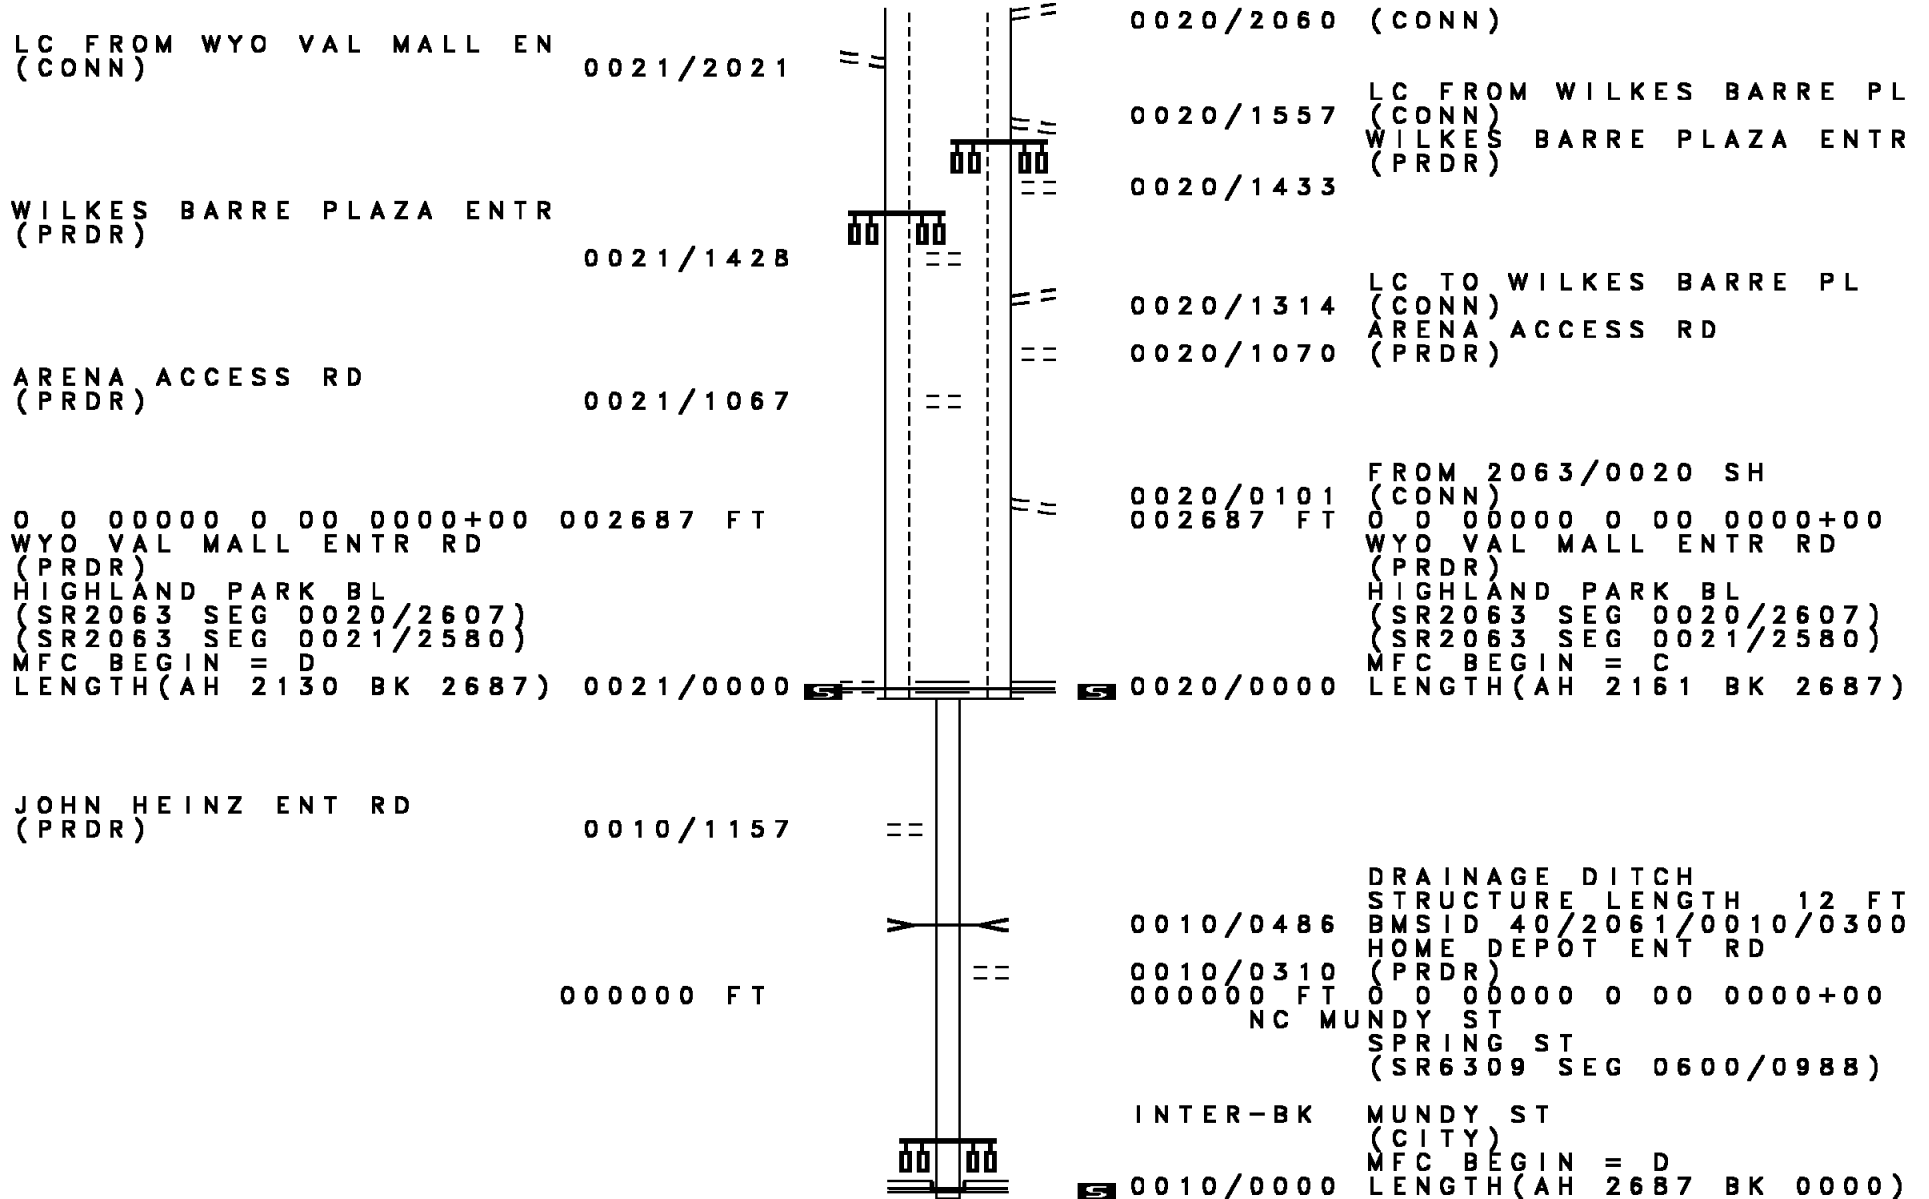 0020/2060 (CONN)
LC FROM WYO VAL MALL EN
(CONN) 0021/2021
LC FROM WILKES BARRE PL
0020/1557 (CONN)
WILKES BARRE PLAZA ENTR
(PRDR)
0020/1433
WILKES BARRE PLAZA ENTR
(PRDR)
0021/1428
LC TO WILKES BARRE PL
0020/1314 (CONN)
ARENA ACCESS RD
0020/1070 (PRDR)
ARENA ACCESS RD
(PRDR) 0021/1067
FROM 2063/0020 SH
0020/0101 (CONN)
0 0 00000 0 00 0000+00 002687 FT
002687 FT 0 0 00000 0 00 0000+00
WYO VAL MALL ENTR RD
(PRDR)
HIGHLAND PARK BL
(SR2063 SEG 0020/2607)
(SR2063 SEG 0021/2580)
MFC BEGIN = D
LENGTH(AH 2130 BK 2687) 0021/0000 S
WYO VAL MALL ENTR RD
(PRDR)
HIGHLAND PARK BL
(SR2063 SEG 0020/2607)
(SR2063 SEG 0021/2580)
MFC BEGIN = C
S 0020/0000 LENGTH(AH 2161 BK 2687)
JOHN HEINZ ENT RD
(PRDR) 0010/1157
DRAINAGE DITCH
STRUCTURE LENGTH 12 FT
0010/0486 BMSID 40/2061/0010/0300
HOME DEPOT ENT RD
0010/0310 (PRDR)
000000 FT
000000 FT 0 0 00000 0 00 0000+00
NC MUNDY ST
SPRING ST
(SR6309 SEG 0600/0988)
INTER-BK MUNDY ST
(CITY)
MFC BEGIN = D
S 0010/0000 LENGTH(AH 2687 BK 0000)